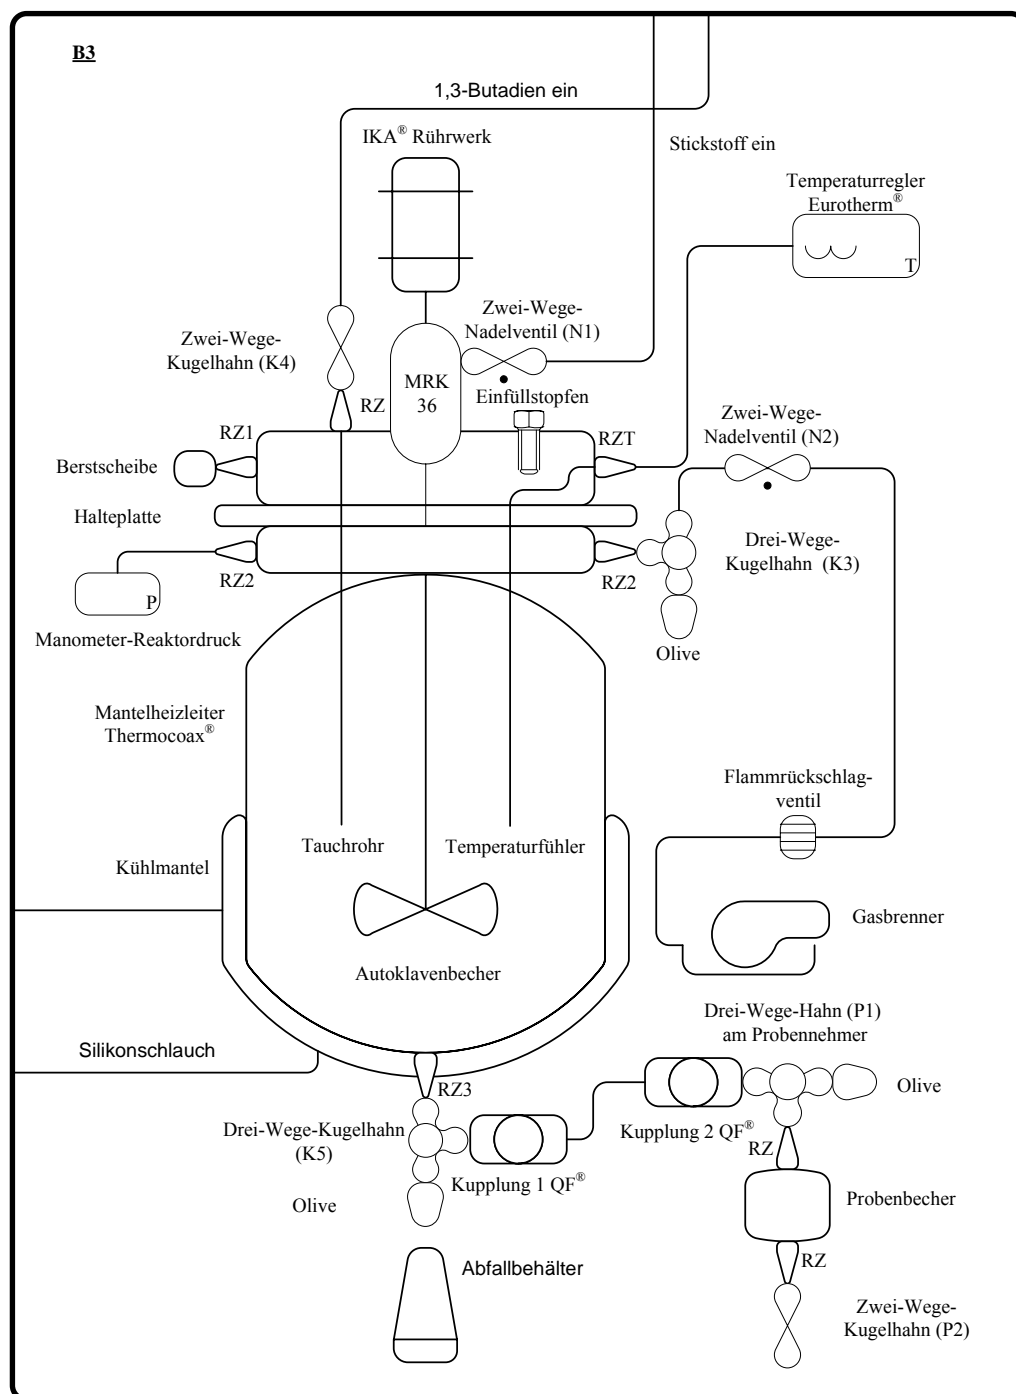 B3
1,3-Butadien ein
IKA® Rührwerk
Stickstoff ein
Temperaturregler
Eurotherm®
T
Zwei-Wege-
Nadelventil (N1)
Zwei-Wege-
Kugelhahn (K4)
MRK
36
RZ
Einfüllstopfen
Zwei-Wege-
Nadelventil (N2)
RZ1
RZT
Berstscheibe
Halteplatte
Drei-Wege-
Kugelhahn (K3)
RZ2
RZ2
P
Manometer-Reaktordruck
Olive
Mantelheizleiter
Thermocoax®
Flammrückschlag-
ventil
Tauchrohr
Temperaturfühler
Kühlmantel
Gasbrenner
Autoklavenbecher
Drei-Wege-Hahn (P1)
am Probennehmer
Silikonschlauch
RZ3
Olive
Drei-Wege-Kugelhahn
(K5)
Kupplung 2 QF®
RZ
Kupplung 1 QF®
Olive
Probenbecher
Abfallbehälter
RZ
Zwei-Wege-
Kugelhahn (P2)